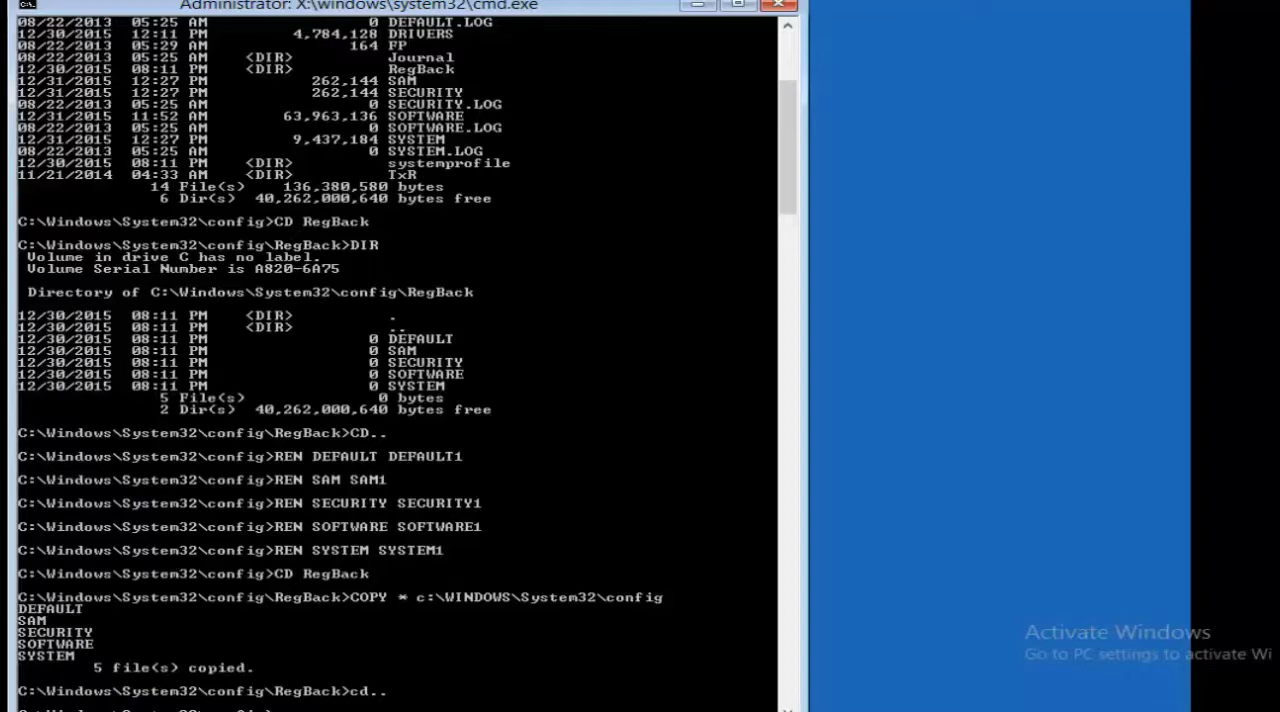 Administrator: X:\windows\system32\cmd.exe
08/22/2013  05:25 AM                 0 DEFAULT.LOG
12/30/2015  12:11 PM         4,784,128 DRIVERS
08/22/2013  05:29 AM               164 FP
08/22/2013  05:25 AM    <DIR>          Journal
12/30/2015  08:11 PM    <DIR>          RegBack
12/31/2015  12:27 PM           262,144 SAM
12/31/2015  12:27 PM           262,144 SECURITY
08/22/2013  05:25 AM                 0 SECURITY.LOG
12/31/2015  11:52 AM        63,963,136 SOFTWARE
08/22/2013  05:25 AM                 0 SOFTWARE.LOG
12/31/2015  12:27 PM         9,437,184 SYSTEM
08/22/2013  05:25 AM                 0 SYSTEM.LOG
12/30/2015  08:11 PM    <DIR>          systemprofile
11/21/2014  04:33 AM    <DIR>          TxR
14 File(s)    136,380,580 bytes
6 Dir(s)  40,262,000,640 bytes free
C:\Windows\System32\config>CD RegBack
C:\Windows\System32\config\RegBack>DIR
Volume in drive C has no label.
Volume Serial Number is A820-6A75
Directory of C:\Windows\System32\config\RegBack
12/30/2015  08:11 PM    <DIR>          .
12/30/2015  08:11 PM    <DIR>          ..
12/30/2015  08:11 PM                 0 DEFAULT
12/30/2015  08:11 PM                 0 SAM
12/30/2015  08:11 PM                 0 SECURITY
12/30/2015  08:11 PM                 0 SOFTWARE
12/30/2015  08:11 PM                 0 SYSTEM
5 File(s)              0 bytes
2 Dir(s)  40,262,000,640 bytes free
C:\Windows\System32\config\RegBack>CD..
C:\Windows\System32\config>REN DEFAULT DEFAULT1
C:\Windows\System32\config>REN SAM SAM1
C:\Windows\System32\config>REN SECURITY SECURITY1
C:\Windows\System32\config>REN SOFTWARE SOFTWARE1
C:\Windows\System32\config>REN SYSTEM SYSTEM1
C:\Windows\System32\config>CD RegBack
C:\Windows\System32\config\RegBack>COPY * c:\WINDOWS\System32\config
DEFAULT
SAM
SECURITY
SOFTWARE
SYSTEM
5 file(s) copied.
C:\Windows\System32\config\RegBack>cd..
Activate Windows
Go to PC settings to activate Wi